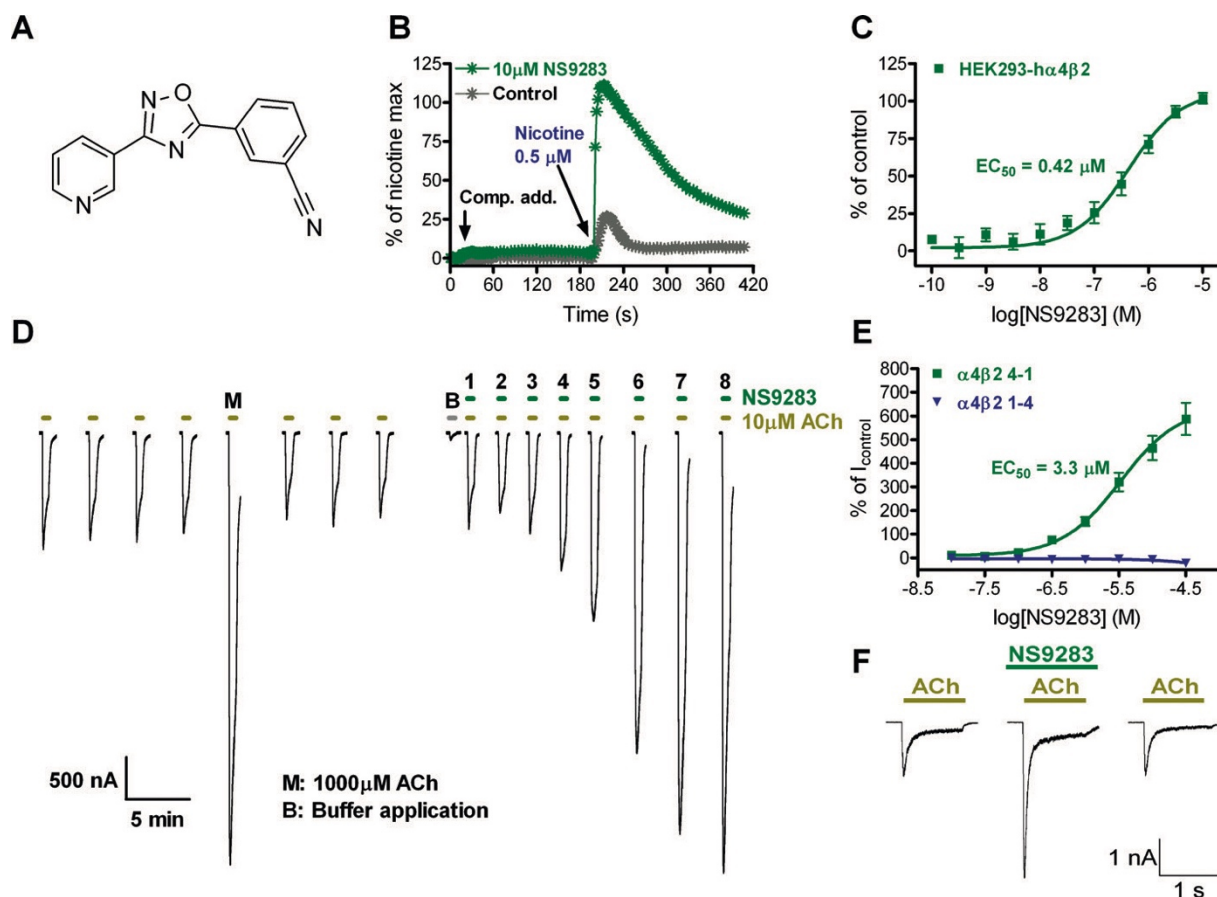 A
N
O
N
N
N
N
B
125
100
75
50
25
0
% of nicotine max
10μM NS9283
Control
Nicotine
0.5 μM
Comp. add.
0 60 120 180 240 300 360 420
Time (s)
C
125
100
75
50
25
0
% of control
HEK293-hα4β2
EC50 = 0.42 μM
-10 -9 -8 -7 -6 -5
log[NS9283] (M)
D
M
B
1 2 3 4 5 6 7 8
NS9283
10μM ACh
500 nA
5 min
M: 1000μM ACh
B: Buffer application
E
800
700
600
500
400
300
200
100
0
% of Icontrol
α4β2 4-1
α4β2 1-4
EC50 = 3.3 μM
-8.5 -7.5 -6.5 -5.5 -4.5
log[NS9283] (M)
F
NS9283
ACh ACh ACh
1 nA
1 s